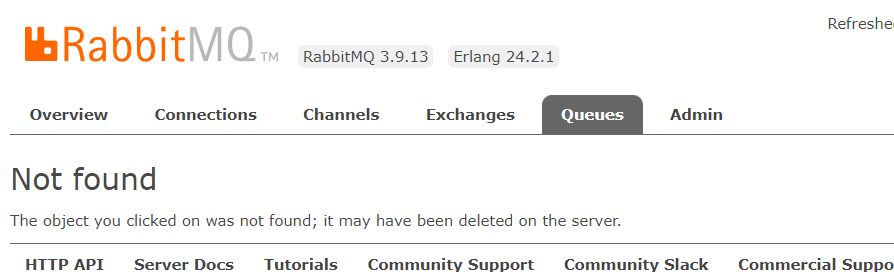 Refreshe
RabbitMQ TM RabbitMQ 3.9.13 Erlang 24.2.1
Overview Connections Channels Exchanges Queues Admin
Not found
The object you clicked on was not found; it may have been deleted on the server.
HTTP API Server Docs Tutorials Community Support Community Slack Commercial Suppo